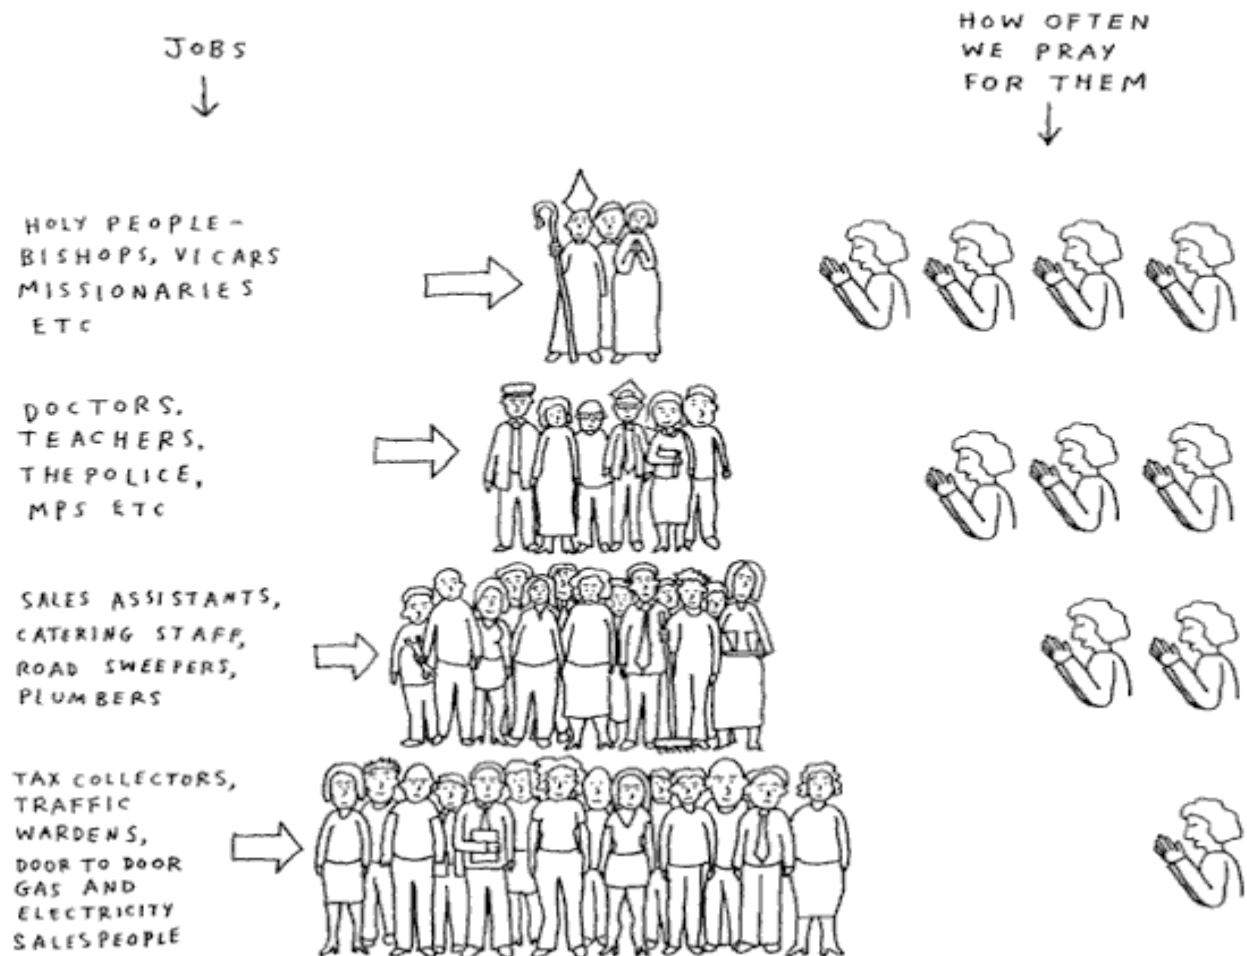 JOBS
HOW OFTEN
WE PRAY
FOR THEM
HOLY PEOPLE -
BISHOPS, VICARS
MISSIONARIES
ETC
DOCTORS.
TEACHERS.
THE POLICE,
MPS ETC
SALES ASSISTANTS,
CATERING STAFF,
ROAD SWEEPERS,
PLUMBERS
TAX COLLECTORS,
TRAFFIC
WARDENS,
DOOR TO DOOR
GAS AND
ELECTRICITY
SALESPEOPLE